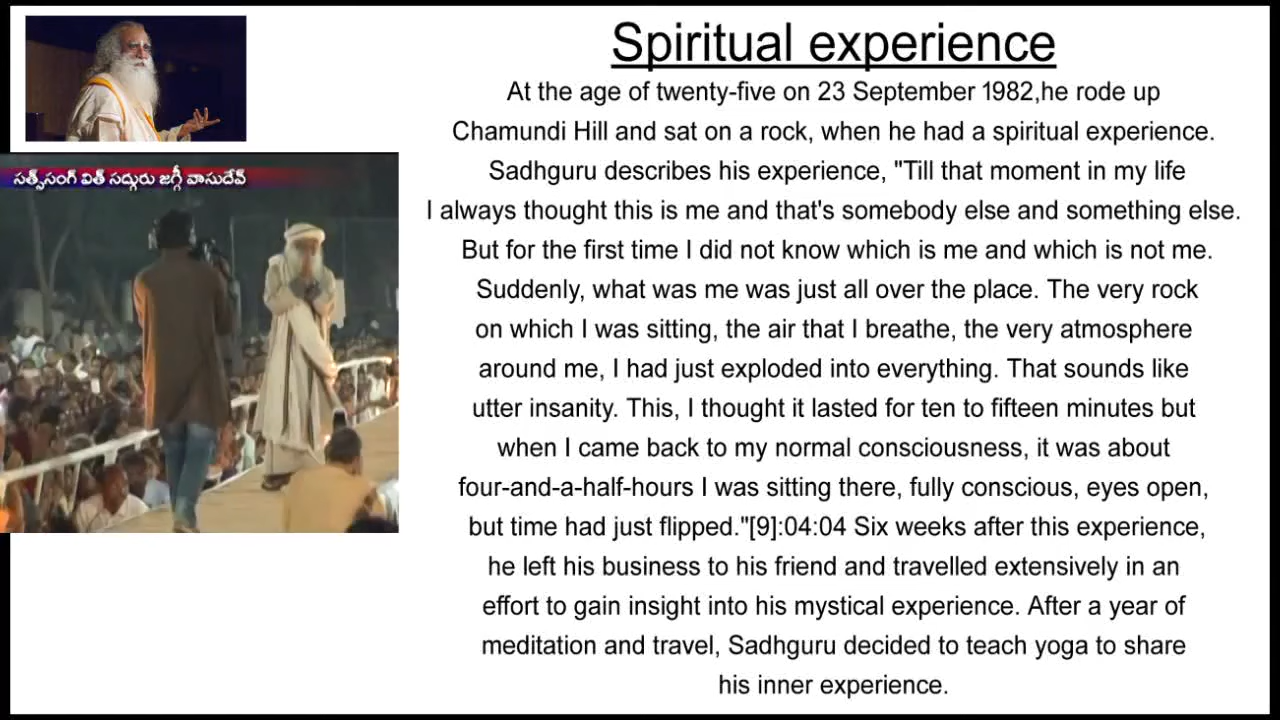 Spiritual experience
At the age of twenty-five on 23 September 1982,he rode up
Chamundi Hill and sat on a rock, when he had a spiritual experience.
Sadhguru describes his experience, "Till that moment in my life
I always thought this is me and that's somebody else and something else.
But for the first time I did not know which is me and which is not me.
Suddenly, what was me was just all over the place. The very rock
on which I was sitting, the air that I breathe, the very atmosphere
around me, I had just exploded into everything. That sounds like
utter insanity. This, I thought it lasted for ten to fifteen minutes but
when I came back to my normal consciousness, it was about
four-and-a-half-hours I was sitting there, fully conscious, eyes open,
but time had just flipped."[9]:04:04 Six weeks after this experience,
he left his business to his friend and travelled extensively in an
effort to gain insight into his mystical experience. After a year of
meditation and travel, Sadhguru decided to teach yoga to share
his inner experience.
సత్సంగ్ విత్ సద్గురు జగ్గీ వాసుదేవ్